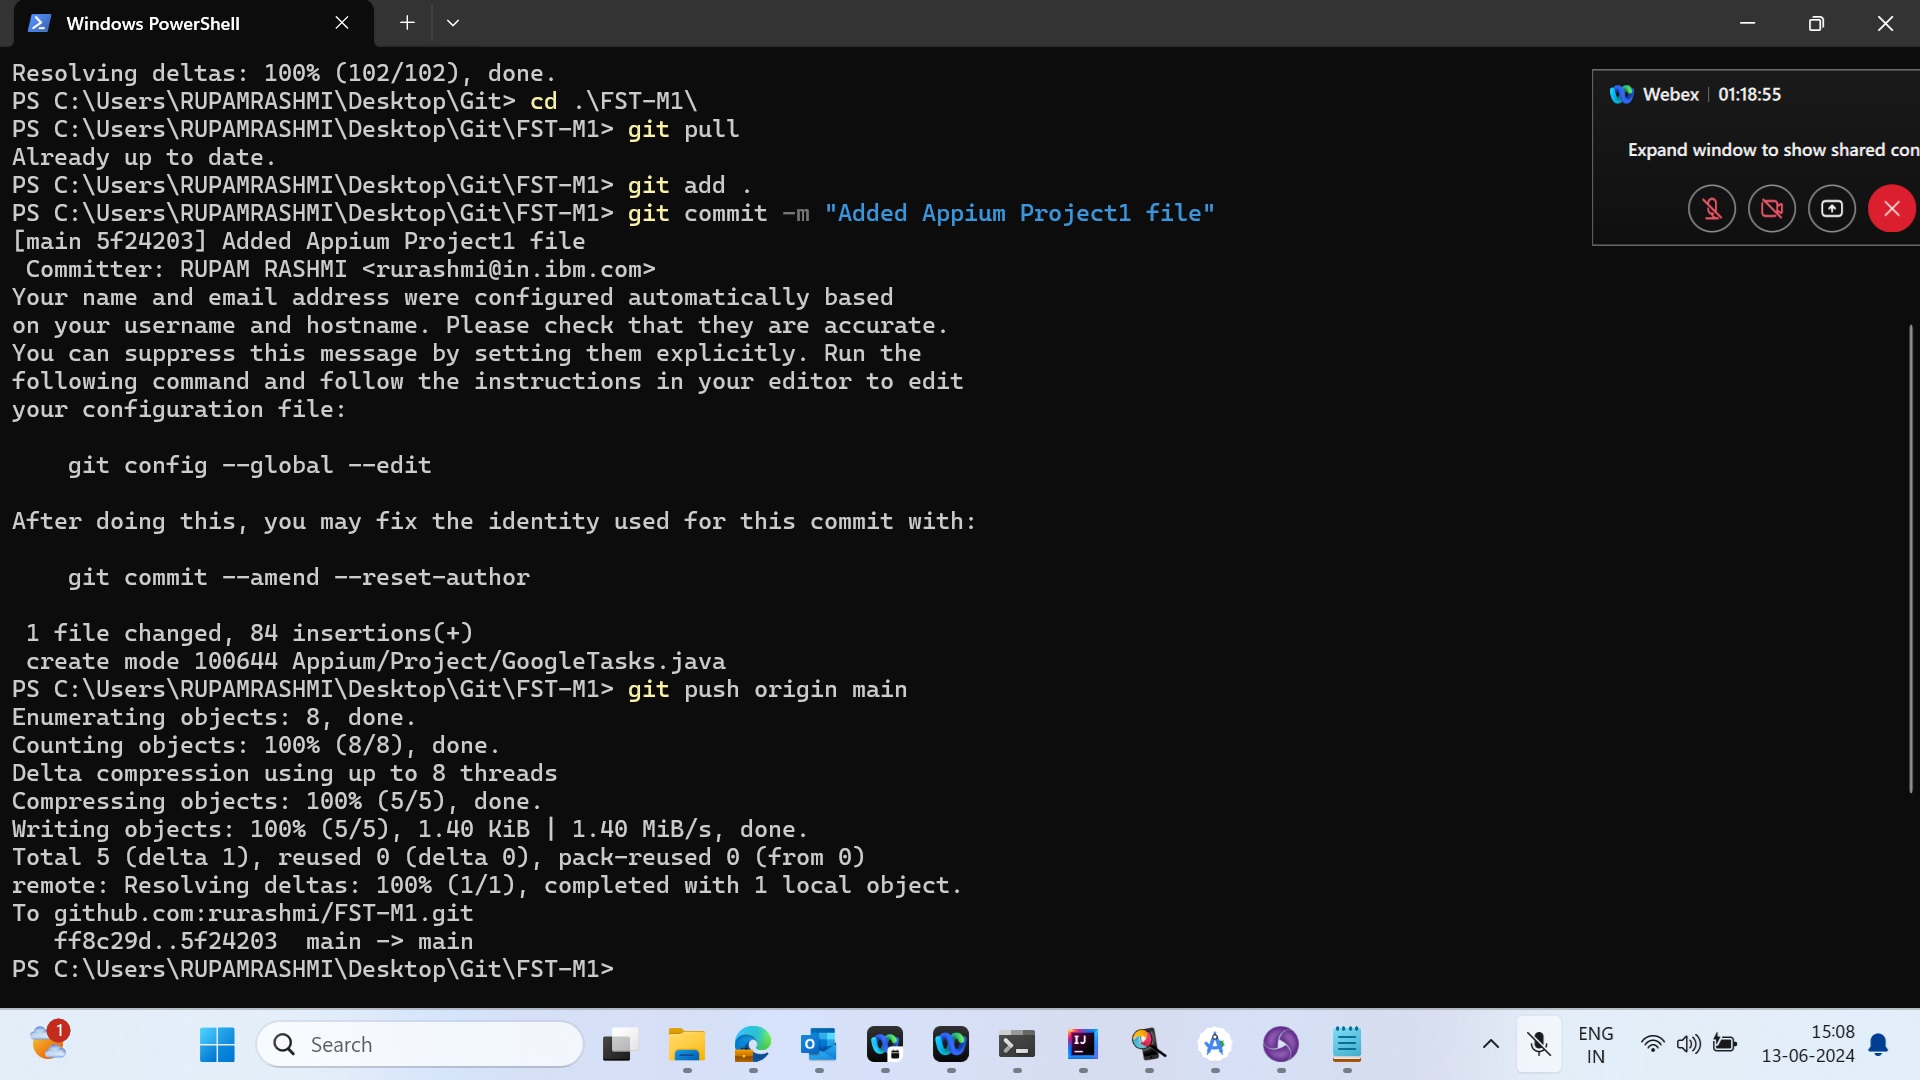 Windows PowerShell
Resolving deltas: 100% (102/102), done.
PS C:\Users\RUPAMRASHMI\Desktop\Git> cd .\FST-M1\
PS C:\Users\RUPAMRASHMI\Desktop\Git\FST-M1> git pull
Already up to date.
PS C:\Users\RUPAMRASHMI\Desktop\Git\FST-M1> git add .
PS C:\Users\RUPAMRASHMI\Desktop\Git\FST-M1> git commit -m "Added Appium Project1 file"
[main 5f24203] Added Appium Project1 file
 Committer: RUPAM RASHMI <rurashmi@in.ibm.com>
Your name and email address were configured automatically based
on your username and hostname. Please check that they are accurate.
You can suppress this message by setting them explicitly. Run the
following command and follow the instructions in your editor to edit
your configuration file:
    git config --global --edit
After doing this, you may fix the identity used for this commit with:
    git commit --amend --reset-author
 1 file changed, 84 insertions(+)
 create mode 100644 Appium/Project/GoogleTasks.java
PS C:\Users\RUPAMRASHMI\Desktop\Git\FST-M1> git push origin main
Enumerating objects: 8, done.
Counting objects: 100% (8/8), done.
Delta compression using up to 8 threads
Compressing objects: 100% (5/5), done.
Writing objects: 100% (5/5), 1.40 KiB | 1.40 MiB/s, done.
Total 5 (delta 1), reused 0 (delta 0), pack-reused 0 (from 0)
remote: Resolving deltas: 100% (1/1), completed with 1 local object.
To github.com:rurashmi/FST-M1.git
   ff8c29d..5f24203  main -> main
PS C:\Users\RUPAMRASHMI\Desktop\Git\FST-M1>
Webex | 01:18:55
Expand window to show shared con
1
Search
IJ
ENG
IN
15:08
13-06-2024